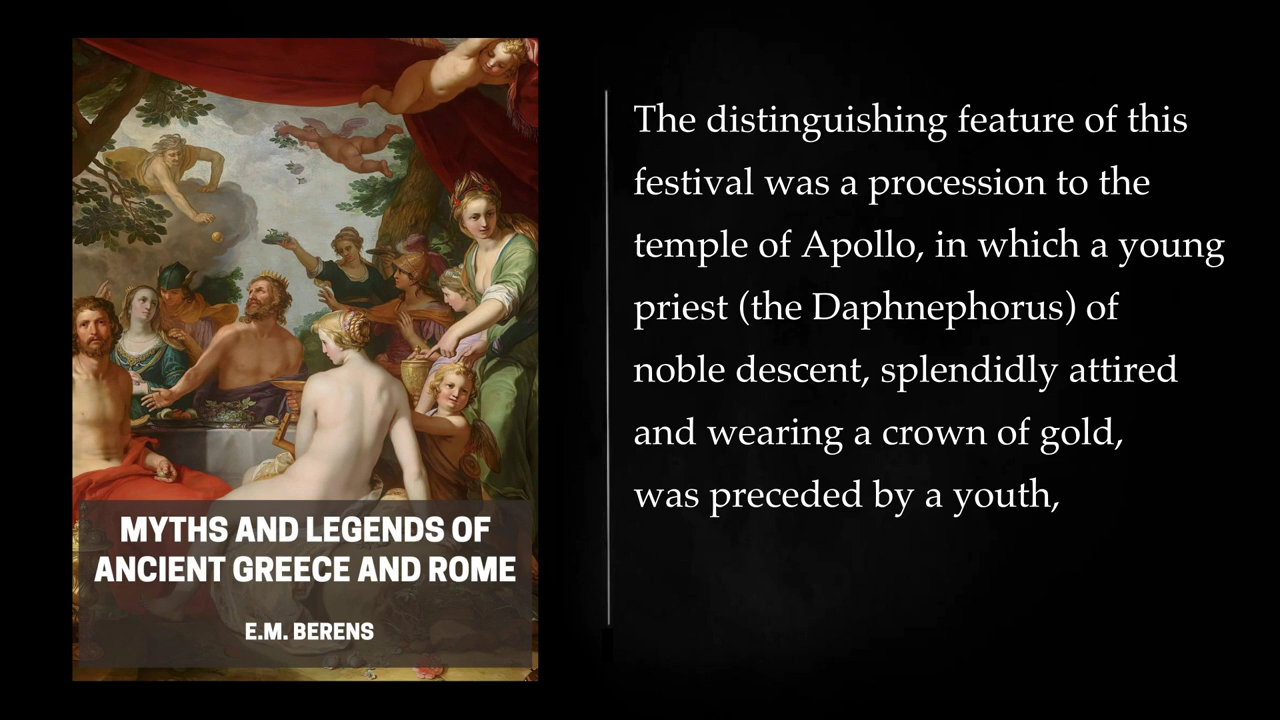 MYTHS AND LEGENDS OF
ANCIENT GREECE AND ROME
E.M. BERENS
The distinguishing feature of this
festival was a procession to the
temple of Apollo, in which a young
priest (the Daphnephorus) of
noble descent, splendidly attired
and wearing a crown of gold,
was preceded by a youth,